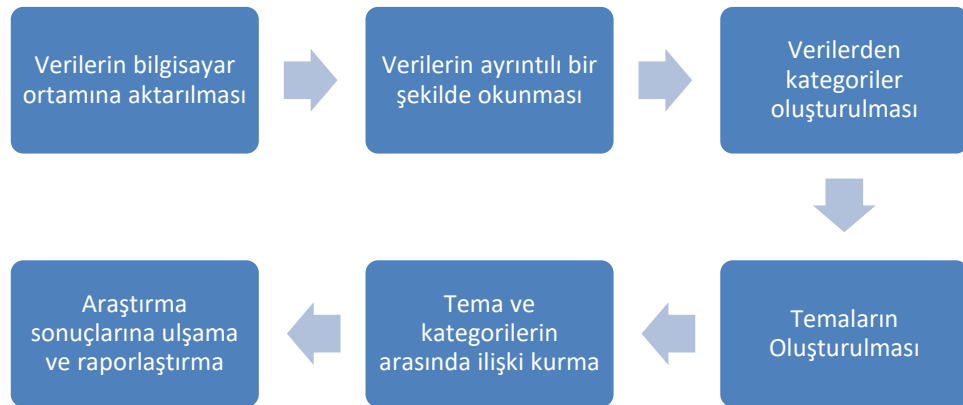 Verilerin bilgisayar
ortamına aktarılması
Verilerin ayrıntılı bir
şekilde okunması
Verilerden
kategoriler
oluşturulması
Temaların
Oluşturulması
Tema ve
kategorilerin
arasında ilişki kurma
Araştırma
sonuçlarına ulşama
ve raporlaştırma